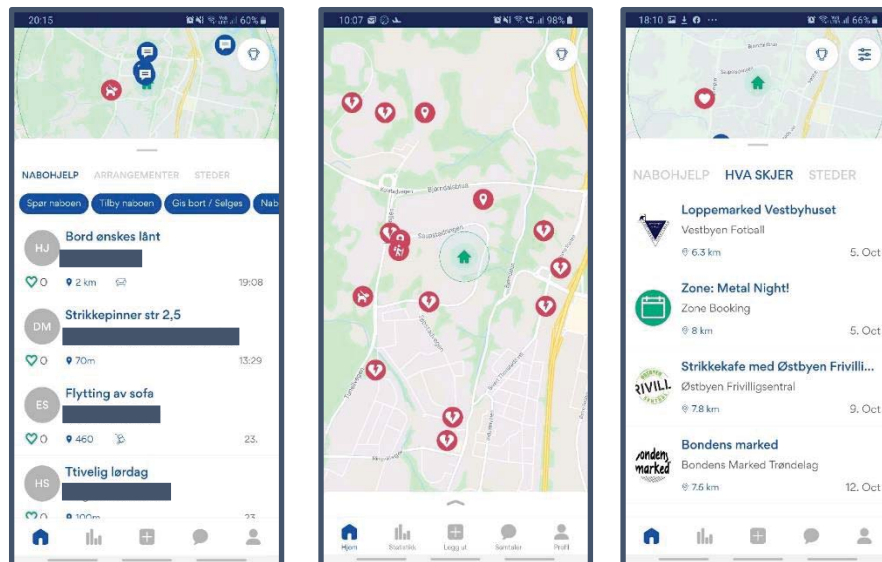 20:15
60%
NABOHJELP ARRANGEMENTER STEDER
Spør naboen Tilby naboen Gis bort / Selges Nab
HJ
Bord ønskes lånt
0 2 km 19:08
DM
Strikkepinner str 2,5
0 70m 13:29
ES
Flytting av sofa
0 460 23.
HS
Ttivelig lørdag
0 100m 23.
10:07
98%
Saupstadringen
Hjem Statistikk Legg ut Samtaler Profil
18:10
66%
NABOHJELP HVA SKJER STEDER
Loppemarked Vestbyhuset
Vestbyen Fotball
6.3 km 5. Oct
Zone: Metal Night!
Zone Booking
8 km 5. Oct
RIVILL
Strikkekafe med Østbyen Frivilli...
Østbyen Frivilligsentral
7.8 km 9. Oct
onden,
marked
Bondens marked
Bondens Marked Trøndelag
7.5 km 12. Oct